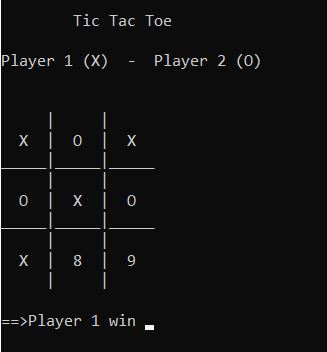 Tic Tac Toe
Player 1 (X)  -  Player 2 (O)
X | O | X
O | X | O
X | 8 | 9
==>Player 1 win